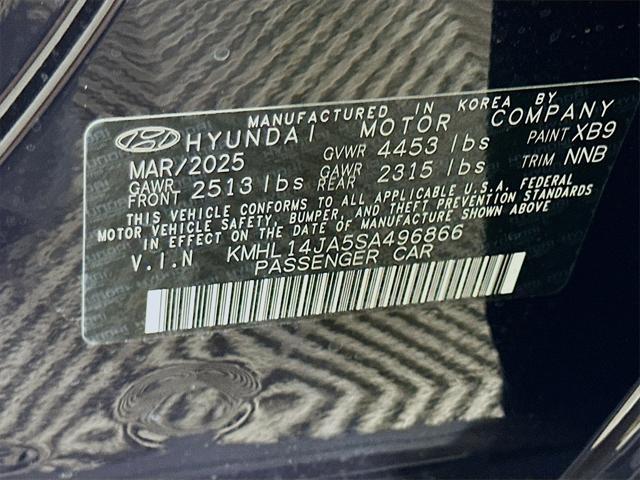 MANUFACTURED IN KOREA BY
HYUNDAI MOTOR COMPANY
MAR/2025 GVWR 4453 lbs PAINT XB9
GAWR FRONT 2513 lbs GAWR REAR 2315 lbs TRIM NNB
THIS VEHICLE CONFORMS TO ALL APPLICABLE U.S.A. FEDERAL
MOTOR VEHICLE SAFETY, BUMPER, AND THEFT PREVENTION STANDARDS
IN EFFECT ON THE DATE OF MANUFACTURE SHOWN ABOVE
V.I.N KMHL14JA5SA496866
PASSENGER CAR